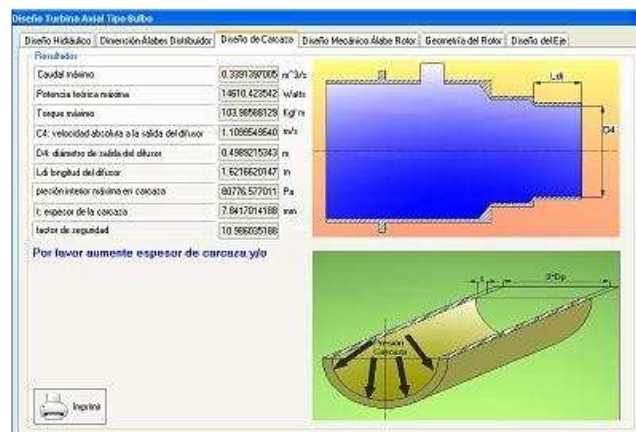 Diseño Turbina Axial Tipo Bulbo
Diseño Hidráulico Dimensión Álabes Distribuidor Diseño de Carcaza Diseño Mecánico Álabe Rotor Geometría del Rotor Diseño del Eje
Resultados
Caudal máximo 0.3391397005 m^3/s
Potencia teórica máxima 14610.423542 Watts
Torque máximo 103.98588129 Kgf m
C4: velocidad absoluta a la salida del difusor 1.1096549640 m/s
D4: diámetro de salida del difusor 0.4989215343 m
Ldi longitud del difusor 1.6216620147 m
preción interior máxima en carcaza 80776.577011 Pa
t: espesor de la carcaza 7.8417014188 mm
factor de seguridad 10.986035188
Por favor aumente espesor de carcaza y/o
Ldi
D4
t
Presión
Carcaza
Imprimir